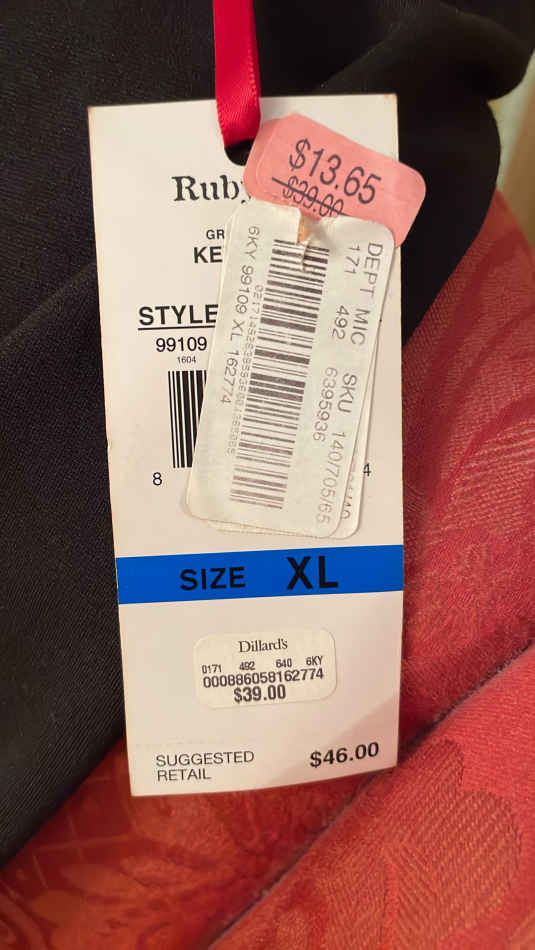 Ruby
$13.65
$39.00
GR
KE
DEPT MIC SKU 140/705/65
171 492 6395936
6KY 99109 XL 162774
STYLE
99109
1604
8
4
SIZE XL
Dillard's
0171 492 640 6KY
000886058162774
$39.00
SUGGESTED
RETAIL
$46.00